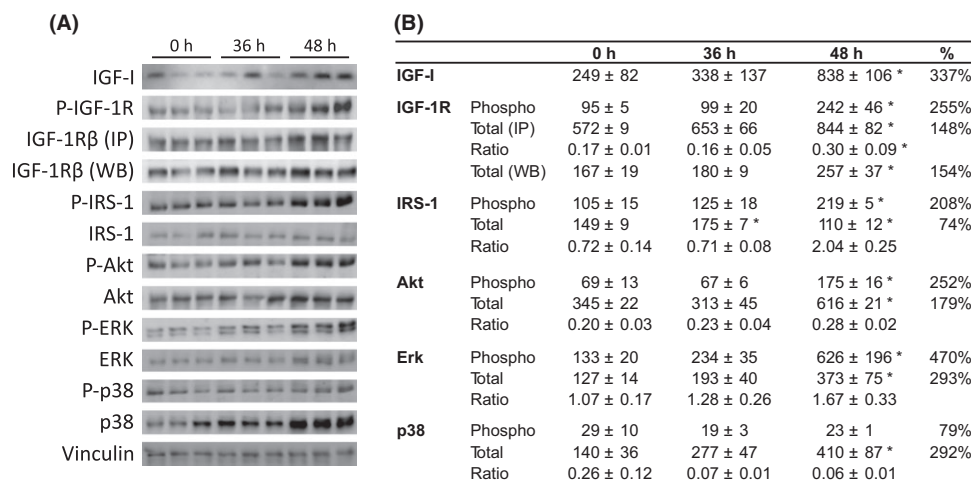 (A)
0 h 36 h 48 h
IGF-I
P-IGF-1R
IGF-1Rβ (IP)
IGF-1Rβ (WB)
P-IRS-1
IRS-1
P-Akt
Akt
P-ERK
ERK
P-p38
p38
Vinculin
(B)
0 h 36 h 48 h %
IGF-I 249 ± 82 338 ± 137 838 ± 106 * 337%
IGF-1R Phospho 95 ± 5 99 ± 20 242 ± 46 * 255%
Total (IP) 572 ± 9 653 ± 66 844 ± 82 * 148%
Ratio 0.17 ± 0.01 0.16 ± 0.05 0.30 ± 0.09 *
Total (WB) 167 ± 19 180 ± 9 257 ± 37 * 154%
IRS-1 Phospho 105 ± 15 125 ± 18 219 ± 5 * 208%
Total 149 ± 9 175 ± 7 * 110 ± 12 * 74%
Ratio 0.72 ± 0.14 0.71 ± 0.08 2.04 ± 0.25
Akt Phospho 69 ± 13 67 ± 6 175 ± 16 * 252%
Total 345 ± 22 313 ± 45 616 ± 21 * 179%
Ratio 0.20 ± 0.03 0.23 ± 0.04 0.28 ± 0.02
Erk Phospho 133 ± 20 234 ± 35 626 ± 196 * 470%
Total 127 ± 14 193 ± 40 373 ± 75 * 293%
Ratio 1.07 ± 0.17 1.28 ± 0.26 1.67 ± 0.33
p38 Phospho 29 ± 10 19 ± 3 23 ± 1 79%
Total 140 ± 36 277 ± 47 410 ± 87 * 292%
Ratio 0.26 ± 0.12 0.07 ± 0.01 0.06 ± 0.01